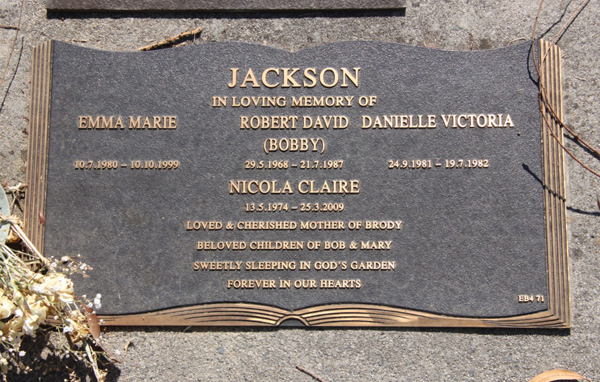 JACKSON
IN LOVING MEMORY OF
EMMA MARIE ROBERT DAVID DANIELLE VICTORIA
(BOBBY)
10.7.1980 – 10.10.1999 29.5.1968 – 21.7.1987 24.9.1981 – 19.7.1982
NICOLA CLAIRE
13.5.1974 – 25.3.2009
LOVED & CHERISHED MOTHER OF BRODY
BELOVED CHILDREN OF BOB & MARY
SWEETLY SLEEPING IN GOD'S GARDEN
FOREVER IN OUR HEARTS
EB4 71